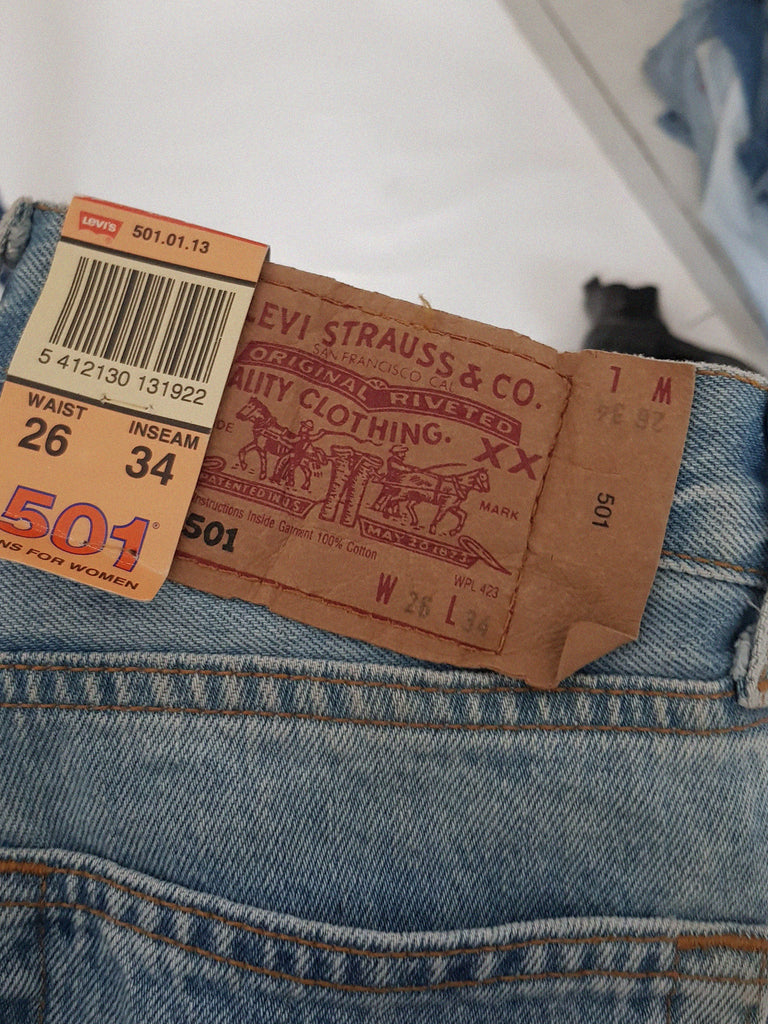 Levi's 501.01.13
5 412130 131922
WAIST INSEAM
26 34
501®
NS FOR WOMEN
LEVI STRAUSS & CO.
SAN FRANCISCO CAL
ORIGINAL RIVETED
ALITY CLOTHING.
XX
DE MARK
PATENTED IN U.S. MAY 20 1873
Instructions Inside Garment 100% Cotton
501
WPL 423
W 26 L 34
W L
26 34
501